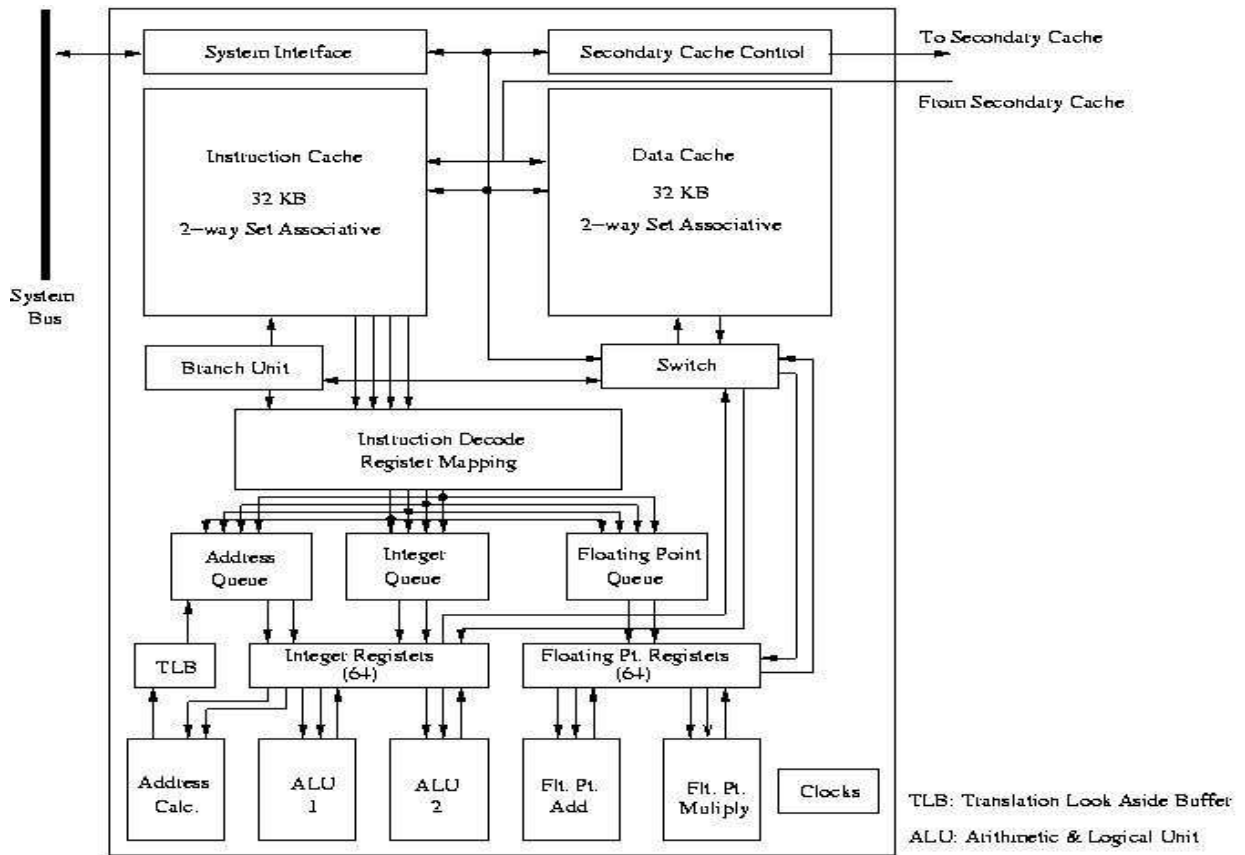 System Interface
Secondary Cache Control
To Secondary Cache
From Secondary Cache
Instruction Cache
32 KB
2-way Set Associative
Data Cache
32 KB
2-way Set Associative
System
Bus
Branch Unit
Switch
Instruction Decode
Register Mapping
Address
Queue
Integer
Queue
Floating Point
Queue
TLB
Integer Registers
(64)
Floating Pt. Registers
(64)
Address
Calc.
ALU
1
ALU
2
Flt. Pt.
Add
Flt. Pt.
Muliply
Clocks
TLB: Translation Look Aside Buffer
ALU: Arithmetic & Logical Unit